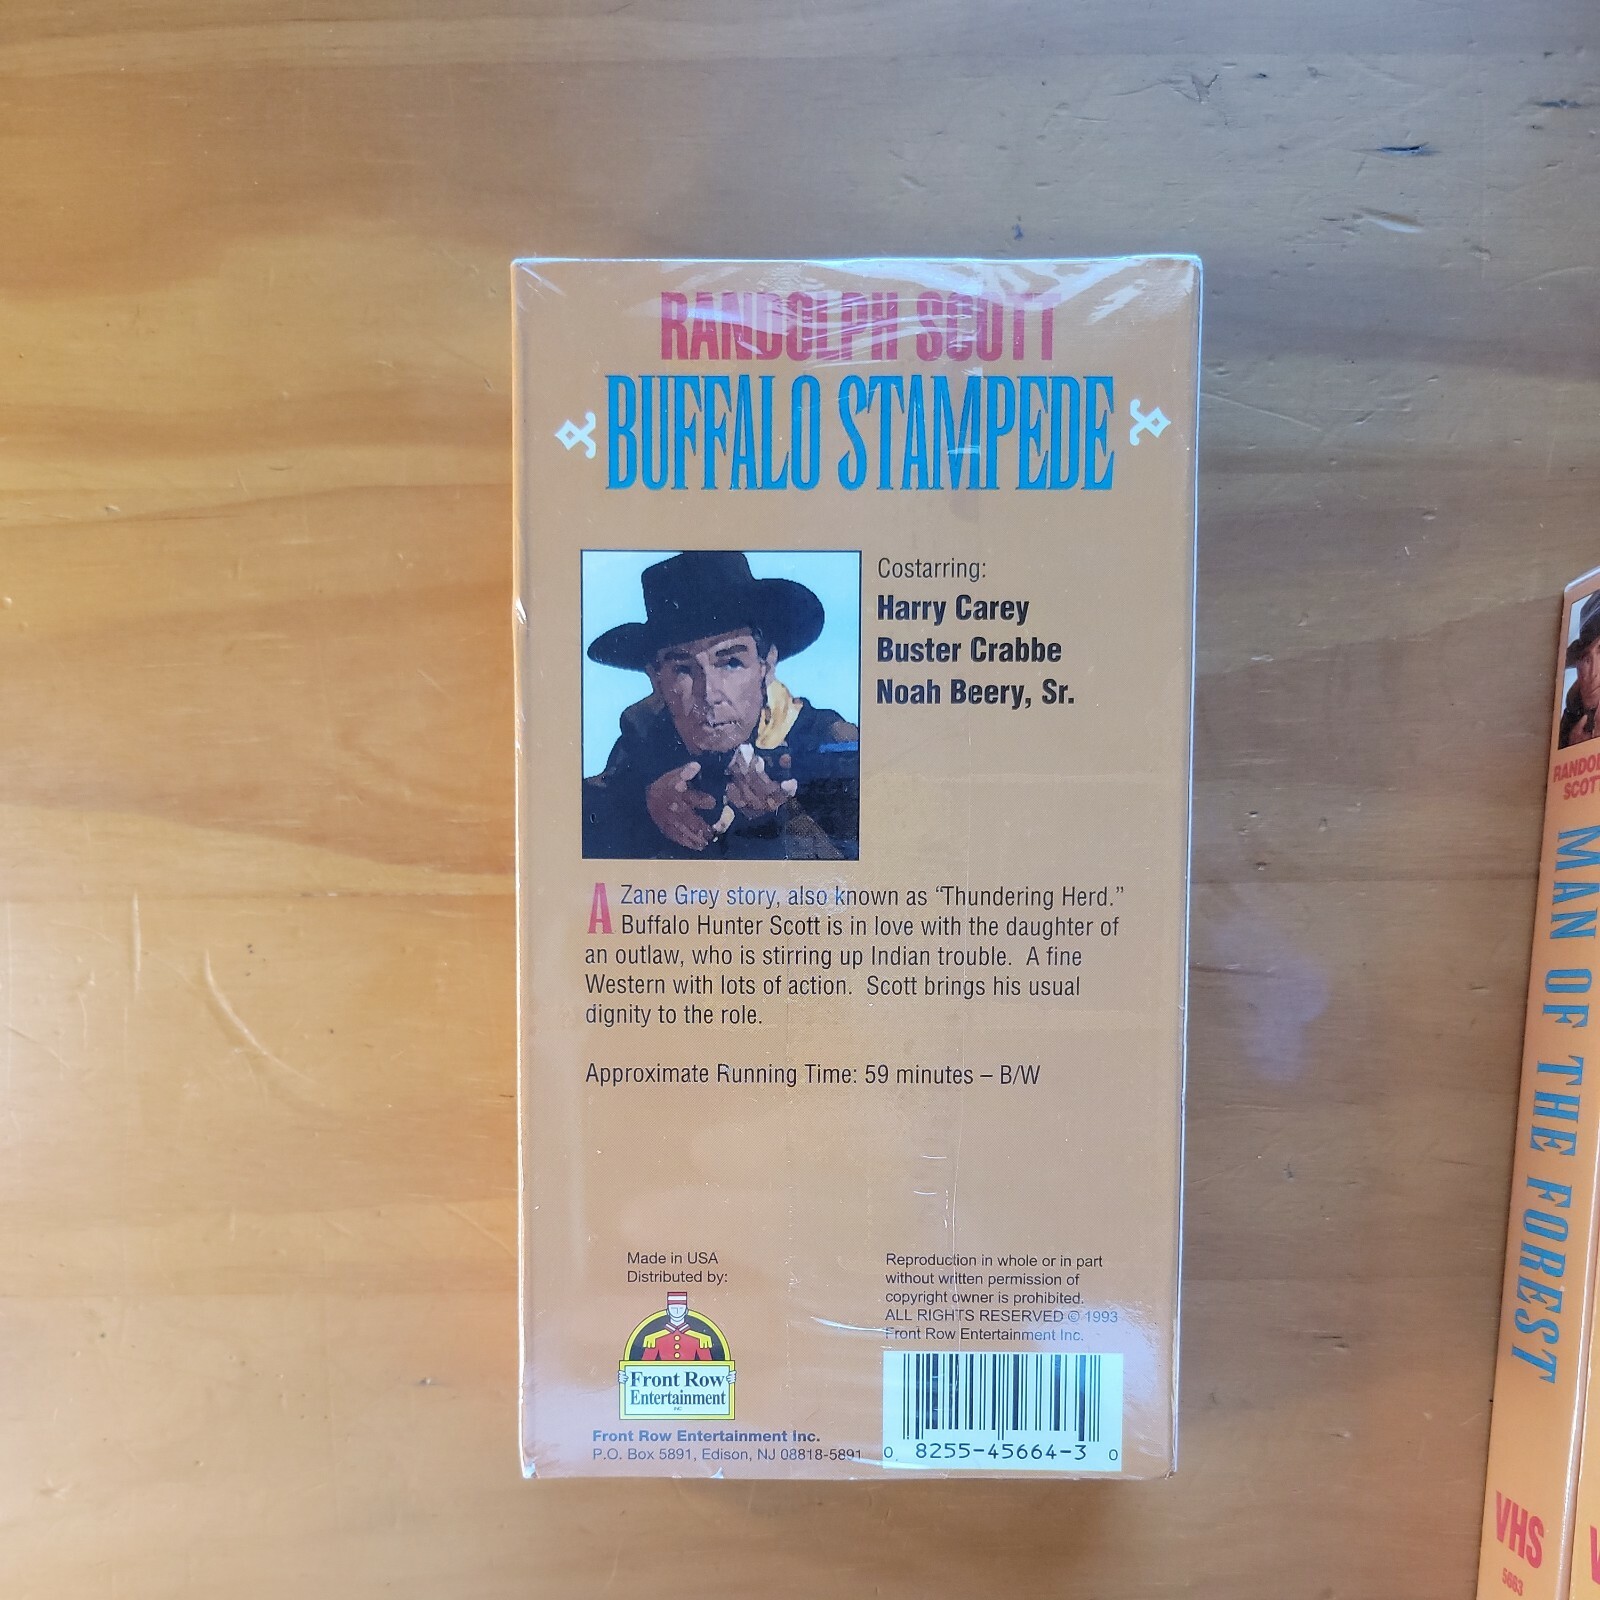 RANDOLPH SCOTT
BUFFALO STAMPEDE
Costarring:
Harry Carey
Buster Crabbe
Noah Beery, Sr.
A Zane Grey story, also known as “Thundering Herd.”
Buffalo Hunter Scott is in love with the daughter of
an outlaw, who is stirring up Indian trouble.  A fine
Western with lots of action.  Scott brings his usual
dignity to the role.
Approximate Running Time: 59 minutes – B/W
Made in USA
Distributed by:
Front Row
Entertainment
INC
Front Row Entertainment Inc.
P.O. Box 5891, Edison, NJ 08818-5891
Reproduction in whole or in part
without written permission of
copyright owner is prohibited.
ALL RIGHTS RESERVED © 1993
Front Row Entertainment Inc.
0 8255-45664-3 0
SCOTT
MAN OF THE FOREST
VHS
5663